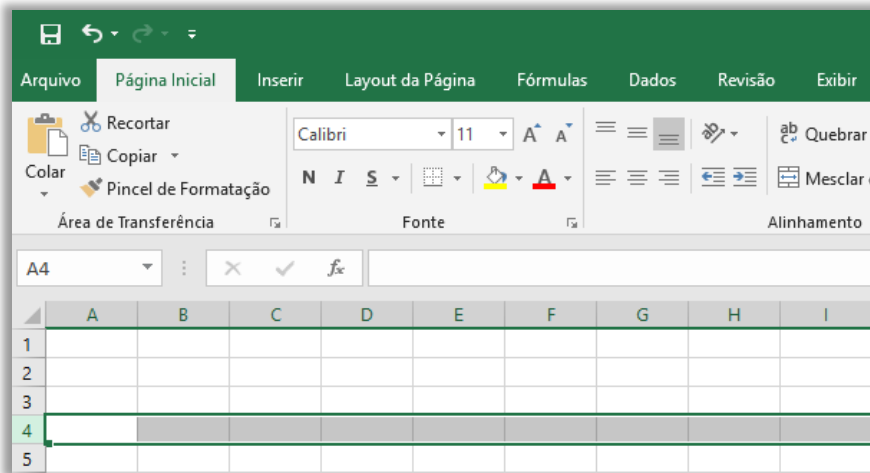 Arquivo Página Inicial Inserir Layout da Página Fórmulas Dados Revisão Exibir
Colar
Recortar
Copiar
Pincel de Formatação
Área de Transferência
Calibri 11 A A
N I S A
Fonte
ab Quebrar
c
Mesclar
Alinhamento
A4 fx
A B C D E F G H I
1
2
3
4
5